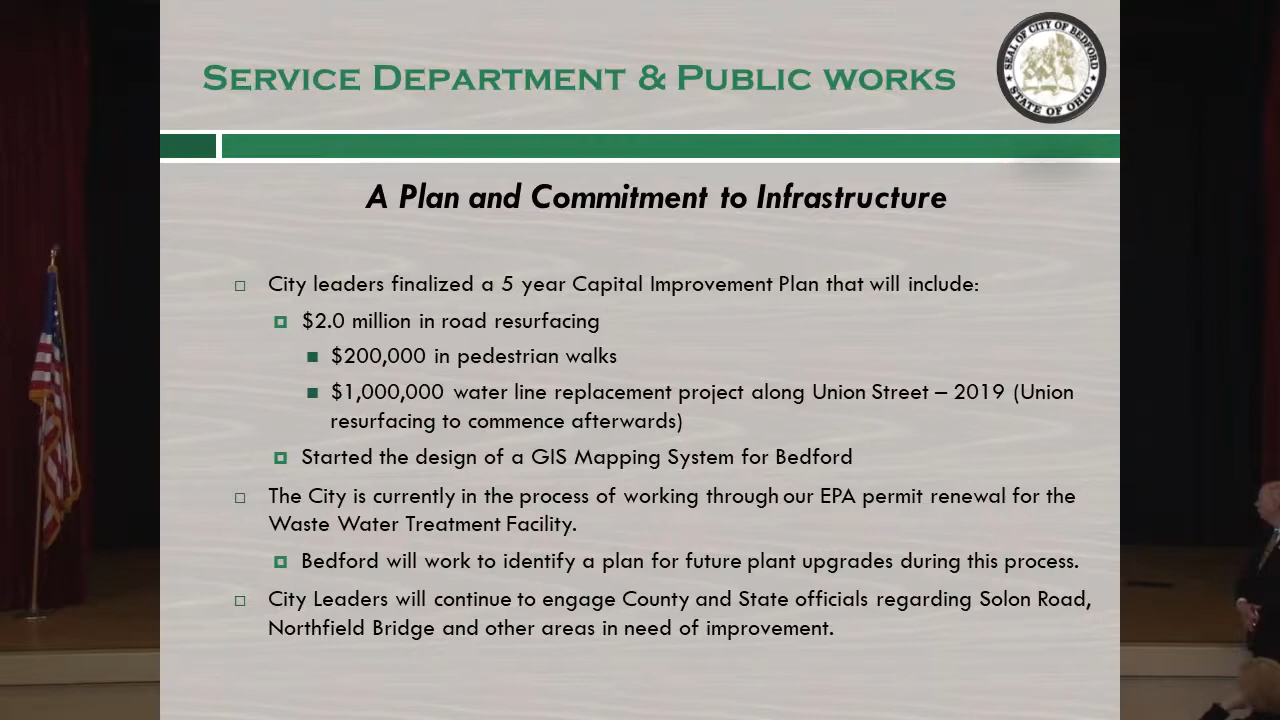 SERVICE DEPARTMENT & PUBLIC WORKS
SEAL OF CITY OF BEDFORD
STATE OF OHIO
A Plan and Commitment to Infrastructure
City leaders finalized a 5 year Capital Improvement Plan that will include:
$2.0 million in road resurfacing
$200,000 in pedestrian walks
$1,000,000 water line replacement project along Union Street – 2019 (Union
resurfacing to commence afterwards)
Started the design of a GIS Mapping System for Bedford
The City is currently in the process of working through our EPA permit renewal for the
Waste Water Treatment Facility.
Bedford will work to identify a plan for future plant upgrades during this process.
City Leaders will continue to engage County and State officials regarding Solon Road,
Northfield Bridge and other areas in need of improvement.